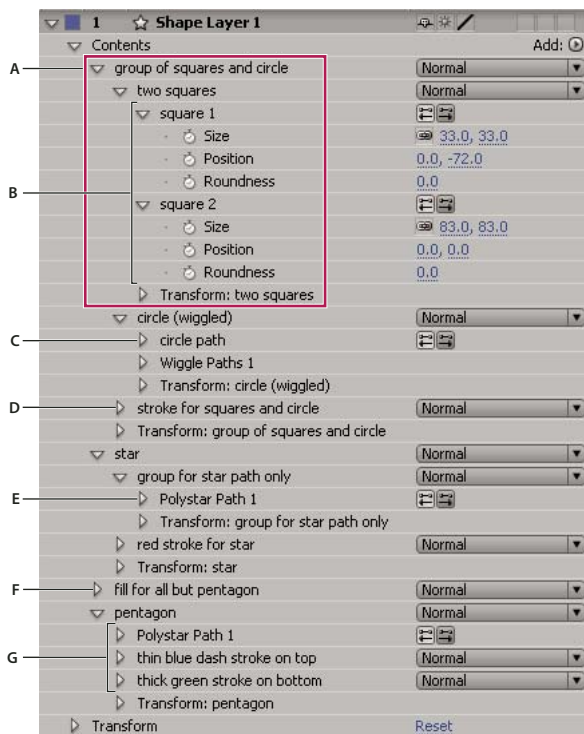 1 Shape Layer 1
Contents Add:
A group of squares and circle Normal
two squares Normal
square 1
Size 33.0, 33.0
Position 0.0, -72.0
B Roundness 0.0
square 2
Size 83.0, 83.0
Position 0.0, 0.0
Roundness 0.0
Transform: two squares
circle (wiggled) Normal
C circle path
Wiggle Paths 1
Transform: circle (wiggled)
D stroke for squares and circle Normal
Transform: group of squares and circle
star Normal
group for star path only Normal
E Polystar Path 1
Transform: group for star path only
red stroke for star Normal
Transform: star
F fill for all but pentagon Normal
pentagon Normal
Polystar Path 1
G thin blue dash stroke on top Normal
thick green stroke on bottom Normal
Transform: pentagon
Transform Reset